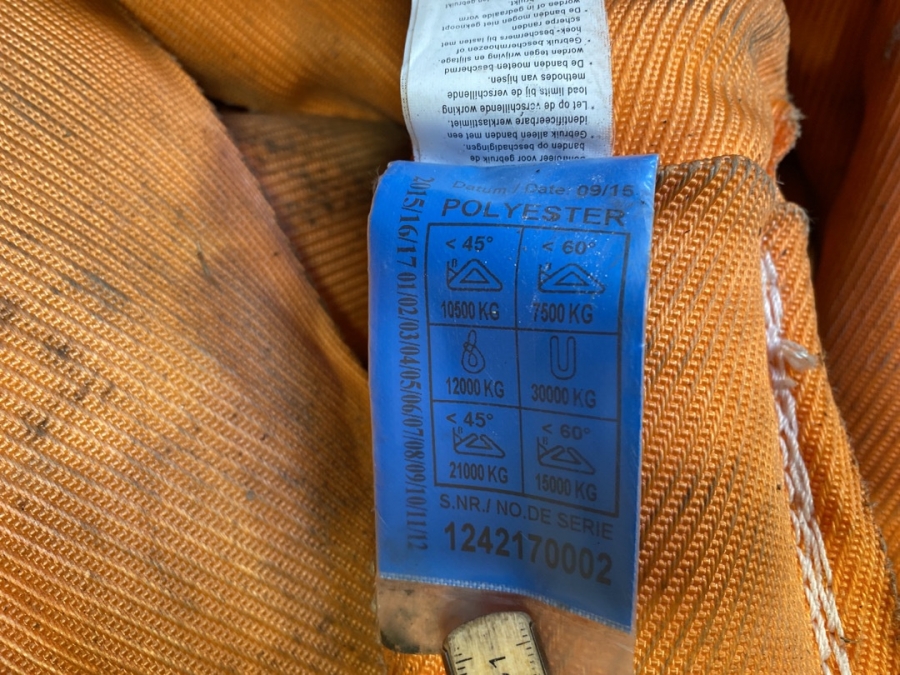 voor gebruik de
banden op beschadigingen.
* Gebruik alleen banden met een
identificeerbare werklastlimiet.
* Let op de verschillende working
load limits bij de verschillende
methodes van hijsen.
* De banden moeten beschermd
worden tegen wrijving en slijtage
* Gebruik beschermhoezen of
hoek- beschermers bij lasten met
scherpe randen
* De banden mogen niet geknoopt
worden of in gedraaide vorm
Datum / Date: 09/15
POLYESTER
< 45° < 60°
10500 KG 7500 KG
12000 KG 30000 KG
< 45° < 60°
21000 KG 15000 KG
S.NR./ NO.DE SERIE
1242170002
2015/16/17 01/02/03/04/05/06/07/08/09/10/11/12
1